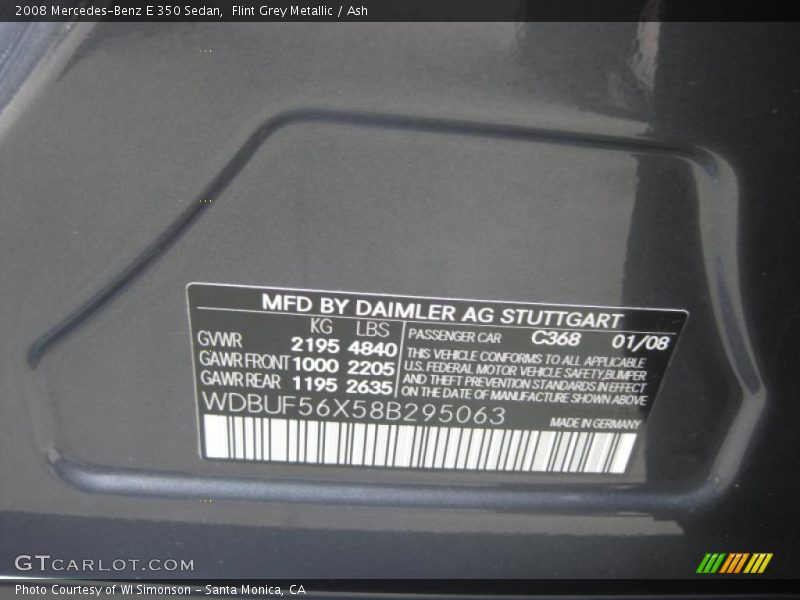 2008 Mercedes-Benz E 350 Sedan, Flint Grey Metallic / Ash
MFD BY DAIMLER AG STUTTGART
KG LBS
GVWR 2195 4840
GAWR FRONT 1000 2205
GAWR REAR 1195 2635
PASSENGER CAR C368 01/08
THIS VEHICLE CONFORMS TO ALL APPLICABLE
U.S. FEDERAL MOTOR VEHICLE SAFETY, BUMPER
AND THEFT PREVENTION STANDARDS IN EFFECT
ON THE DATE OF MANUFACTURE SHOWN ABOVE
WDBUF56X58B295063
MADE IN GERMANY
GTCARLOT.COM
Photo Courtesy of WI Simonson - Santa Monica, CA